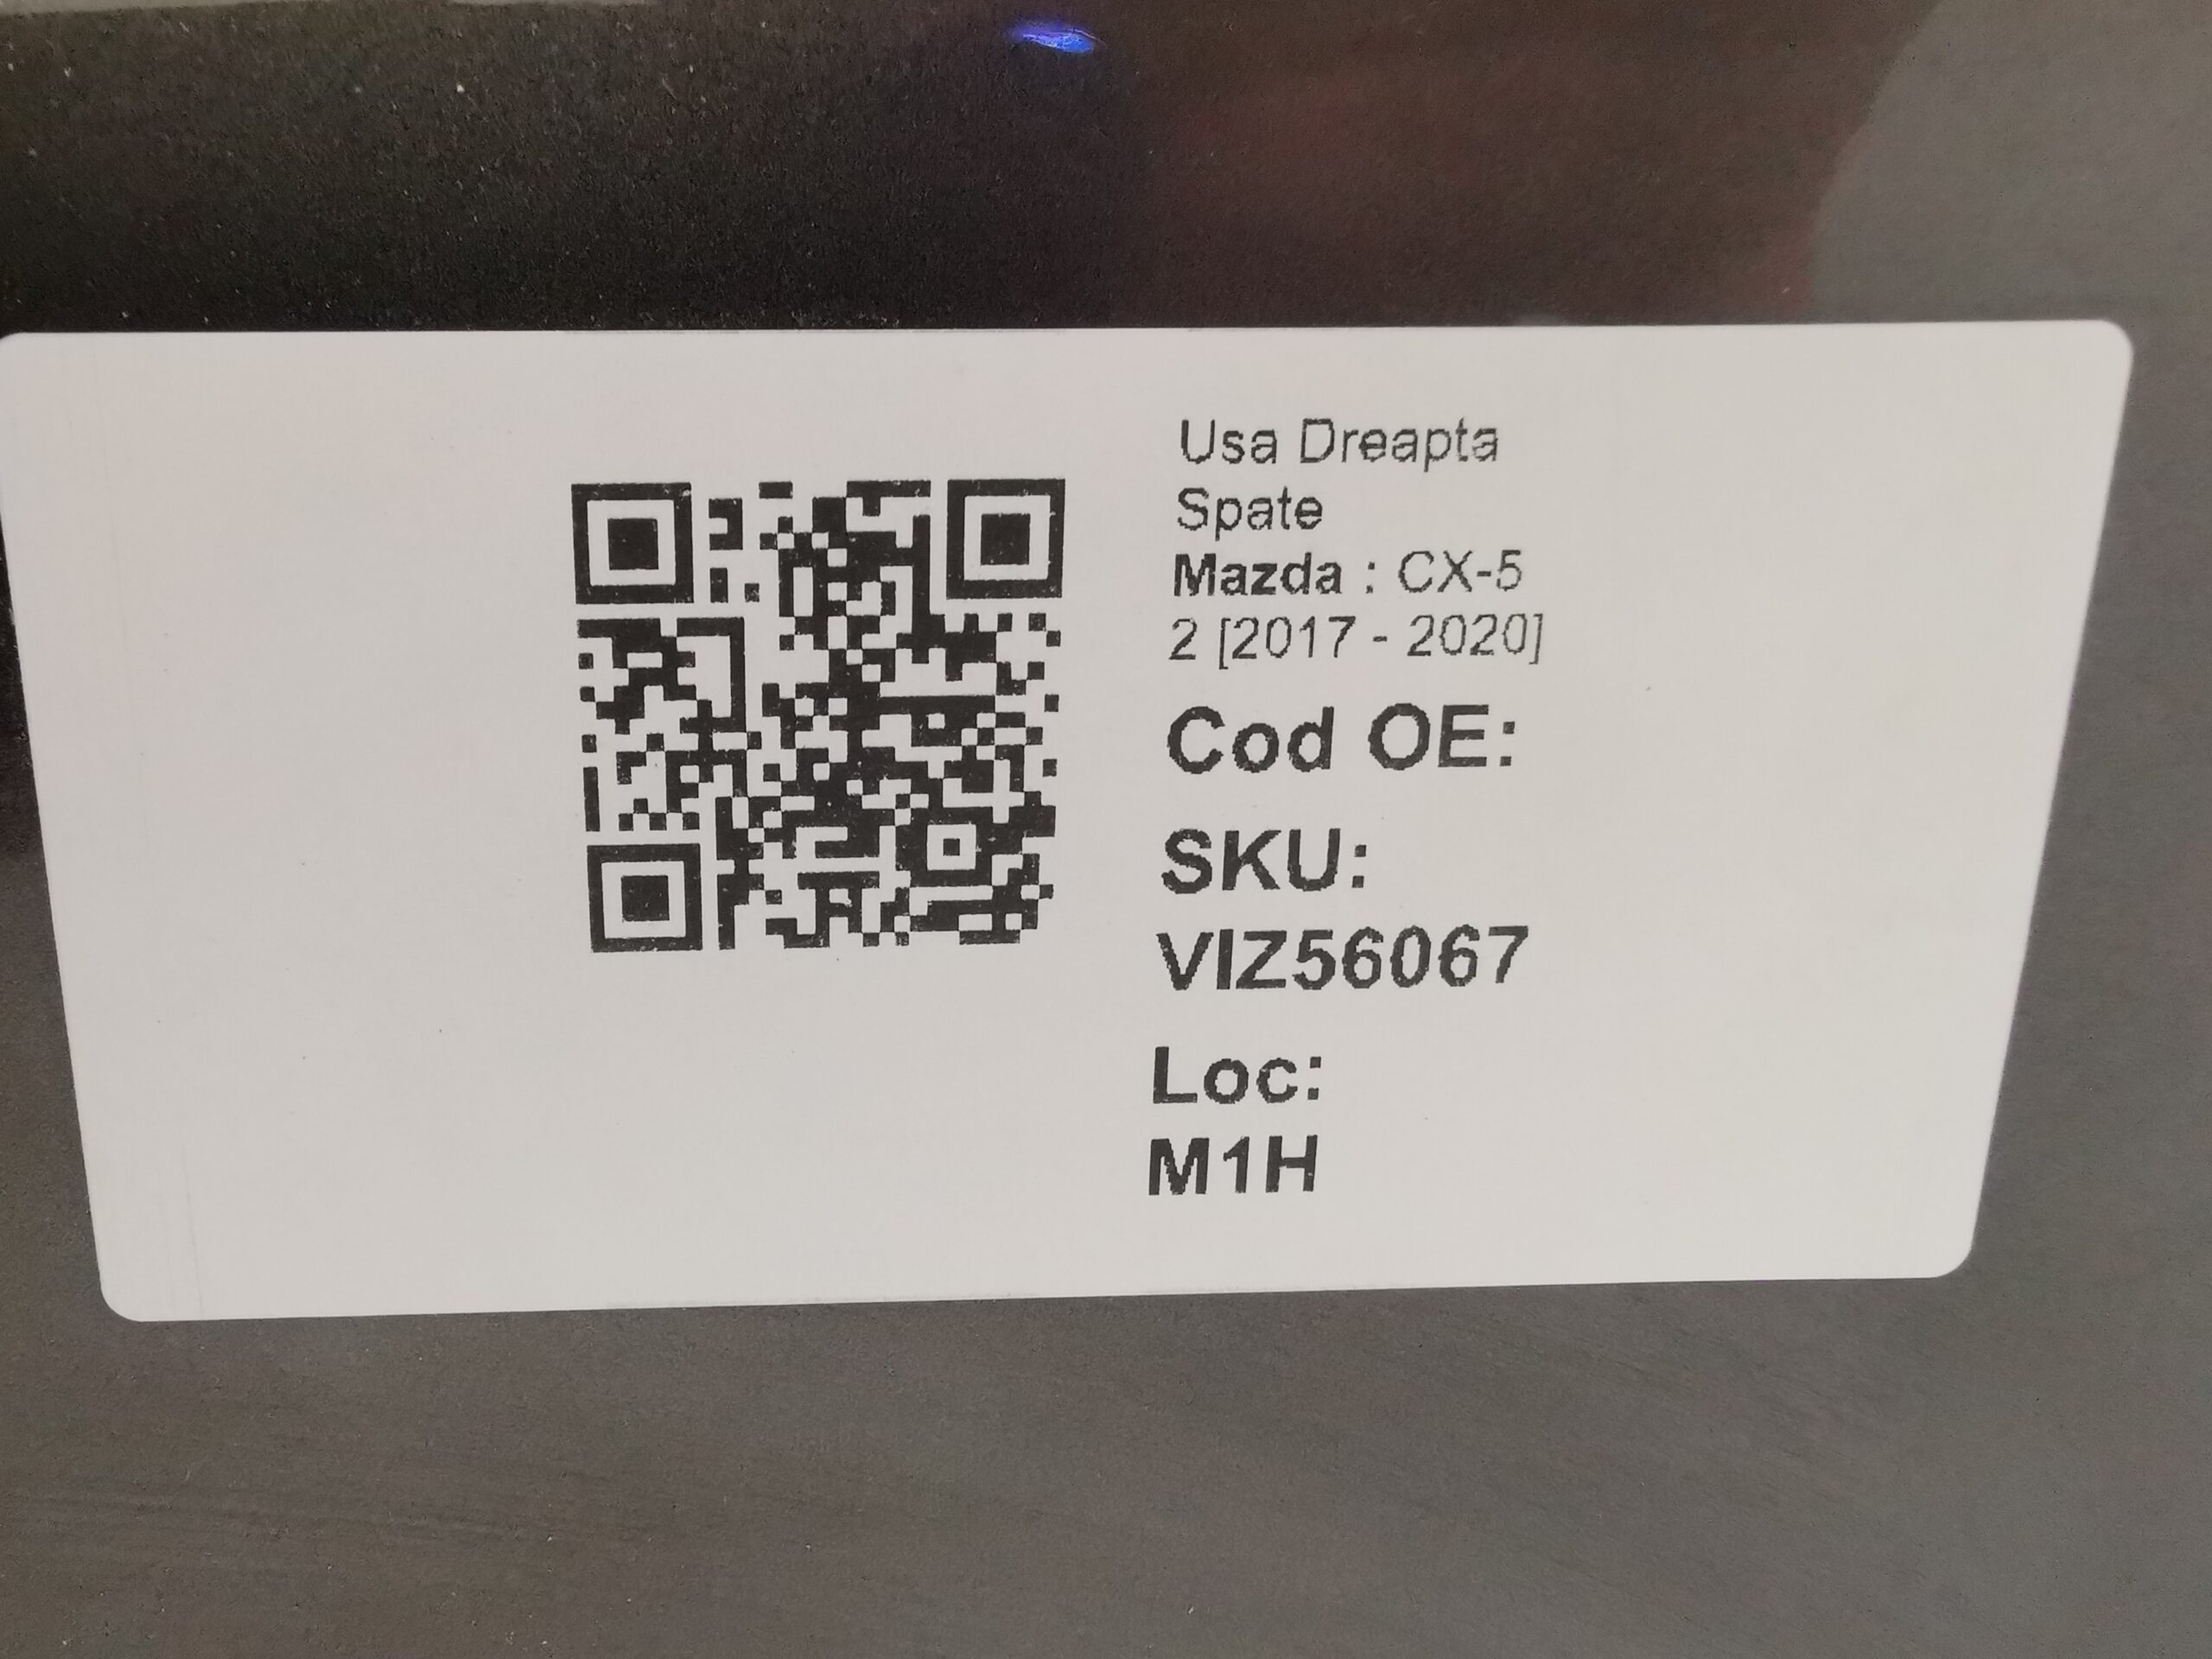 Usa Dreapta
Spate
Mazda : CX-5
2 [2017 - 2020]
Cod OE:
SKU:
VIZ56067
Loc:
M1H